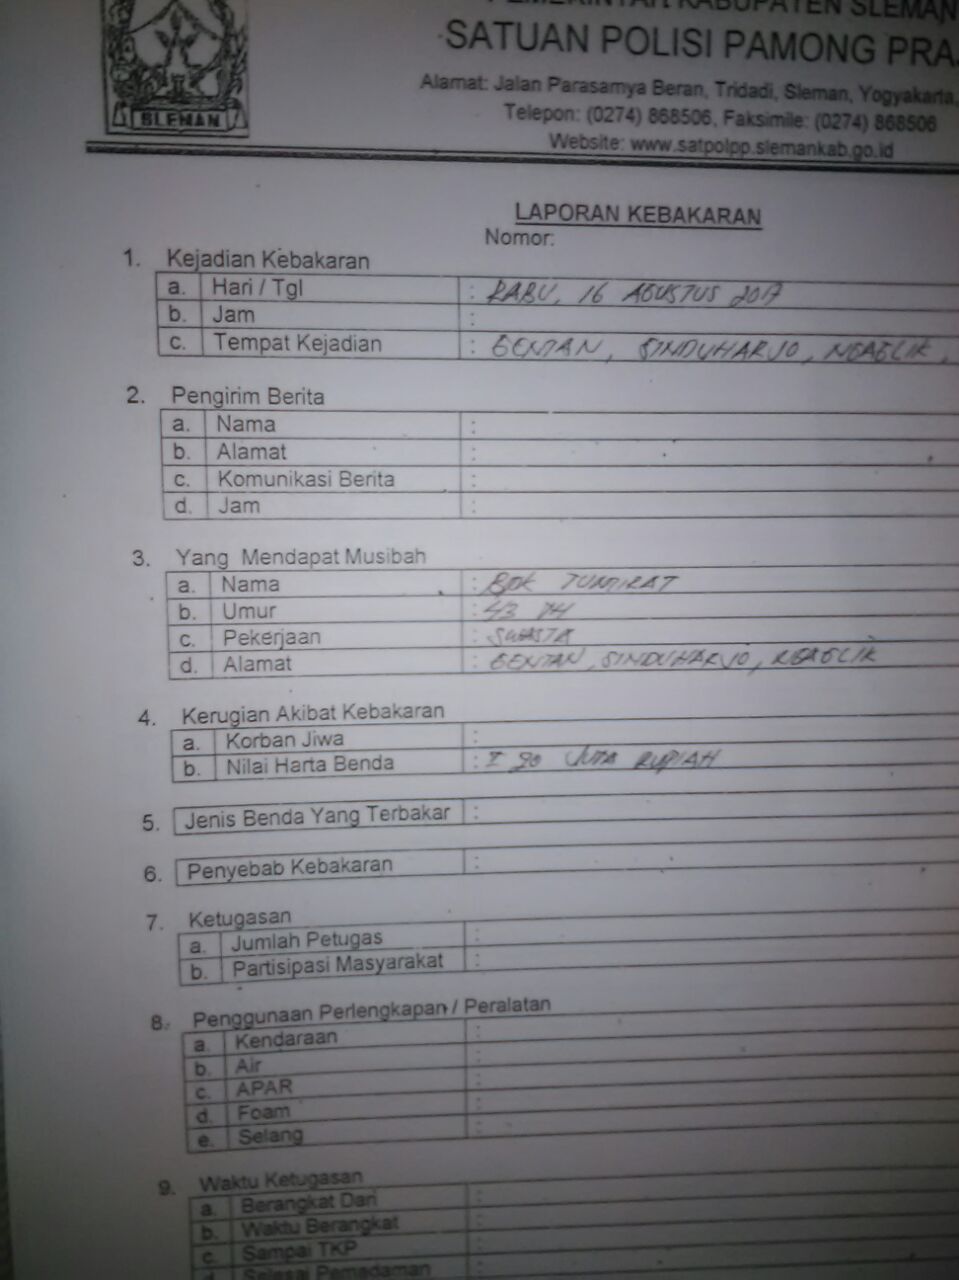 PEMERINTAH KABUPATEN SLEMAN
SATUAN POLISI PAMONG PRA
Alamat: Jalan Parasamya Beran, Tridadi, Sleman, Yogyakarta,
Telepon: (0274) 868506, Faksimile: (0274) 868506
Website: www.satpolpp.slemankab.go.id
SLEMAN
LAPORAN KEBAKARAN
Nomor:
1. Kejadian Kebakaran
a. Hari / Tgl : RABU, 16 AGUSTUS 2017
b. Jam :
c. Tempat Kejadian : GENTAN, SINDUHARJO, NGAGLIK,
2. Pengirim Berita
a. Nama :
b. Alamat :
c. Komunikasi Berita :
d. Jam :
3. Yang Mendapat Musibah
a. Nama : BPK TUMIRAT
b. Umur : 43 TH
c. Pekerjaan : SWASTA
d. Alamat : GENTAN, SINDUHARJO, NGAGLIK
4. Kerugian Akibat Kebakaran
a. Korban Jiwa :
b. Nilai Harta Benda : JUTA RUPIAH
5. Jenis Benda Yang Terbakar :
6. Penyebab Kebakaran :
7. Ketugasan
a. Jumlah Petugas :
b. Partisipasi Masyarakat :
8. Penggunaan Perlengkapan / Peralatan
a. Kendaraan :
b. Air :
c. APAR :
d. Foam :
e. Selang :
9. Waktu Ketugasan
a. Berangkat Dari :
b. Waktu Berangkat :
c. Sampai TKP :
d. Selesai Pemadaman :